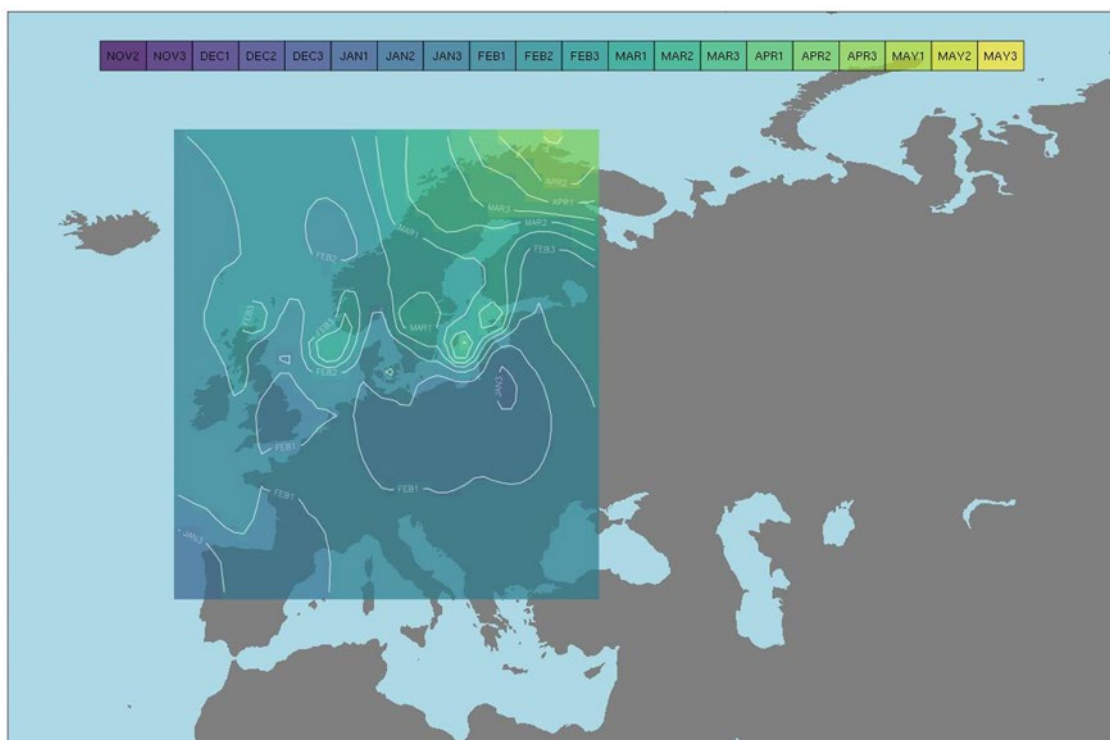 NOV2 NOV3 DEC1 DEC2 DEC3 JAN1 JAN2 JAN3 FEB1 FEB2 FEB3 MAR1 MAR2 MAR3 APR1 APR2 APR3 MAY1 MAY2 MAY3
APR2
APR1
MAR3
MAR2
MAR1
FEB3
FEB2
FEB3
FEB3
MAR1
FEB2
JAN3
FEB1
FEB1
FEB1
JAN3